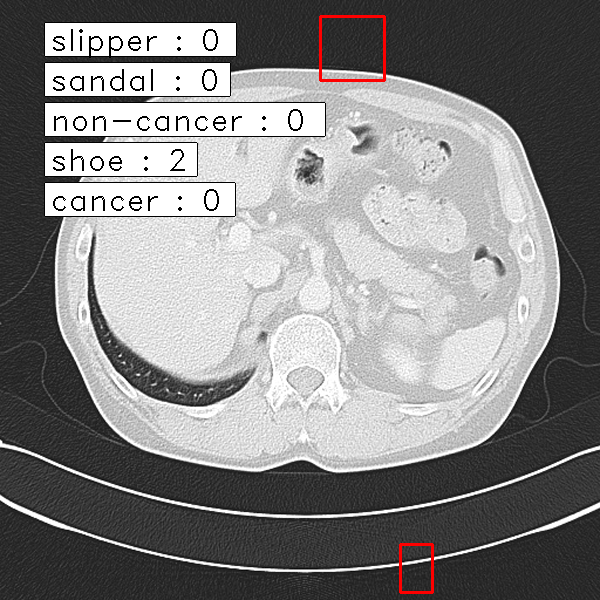 slipper : 0
sandal : 0
non-cancer : 0
shoe : 2
cancer : 0